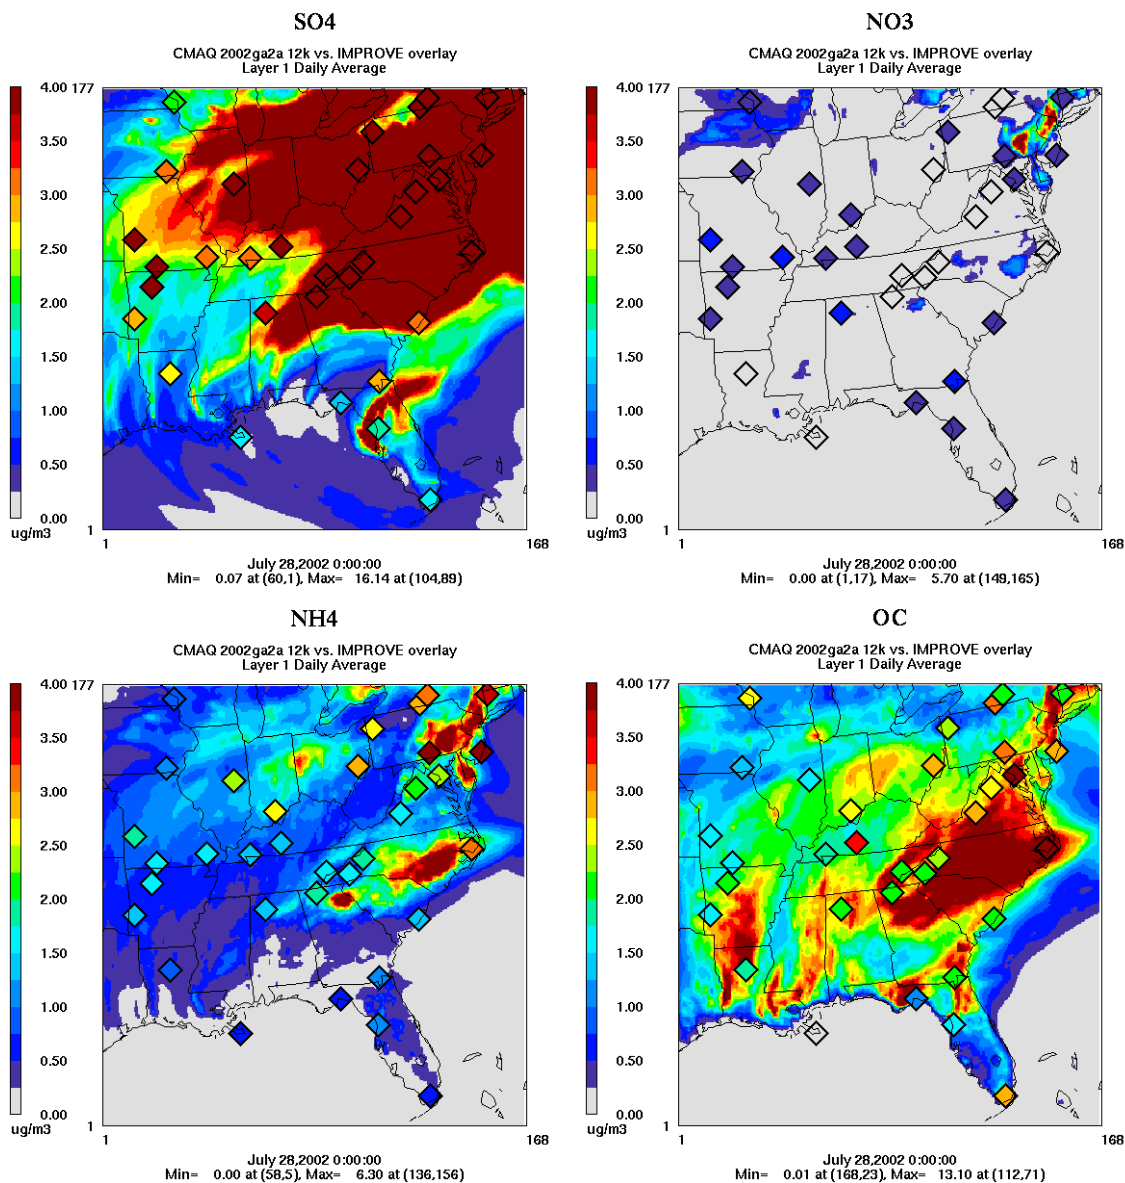 SO4
CMAQ 2002ga2a 12k vs. IMPROVE overlay
Layer 1 Daily Average
4.00 177
3.50
3.00
2.50
2.00
1.50
1.00
0.50
0.00
ug/m3
1
1 168
July 28,2002 0:00:00
Min= 0.07 at (60,1), Max= 16.14 at (104,89)
NO3
CMAQ 2002ga2a 12k vs. IMPROVE overlay
Layer 1 Daily Average
4.00 177
3.50
3.00
2.50
2.00
1.50
1.00
0.50
0.00
ug/m3
1
1 168
July 28,2002 0:00:00
Min= 0.00 at (1,17), Max= 5.70 at (149,165)
NH4
CMAQ 2002ga2a 12k vs. IMPROVE overlay
Layer 1 Daily Average
4.00 177
3.50
3.00
2.50
2.00
1.50
1.00
0.50
0.00
ug/m3
1
1 168
July 28,2002 0:00:00
Min= 0.00 at (58,5), Max= 6.30 at (136,156)
OC
CMAQ 2002ga2a 12k vs. IMPROVE overlay
Layer 1 Daily Average
4.00 177
3.50
3.00
2.50
2.00
1.50
1.00
0.50
0.00
ug/m3
1
1 168
July 28,2002 0:00:00
Min= 0.01 at (168,23), Max= 13.10 at (112,71)